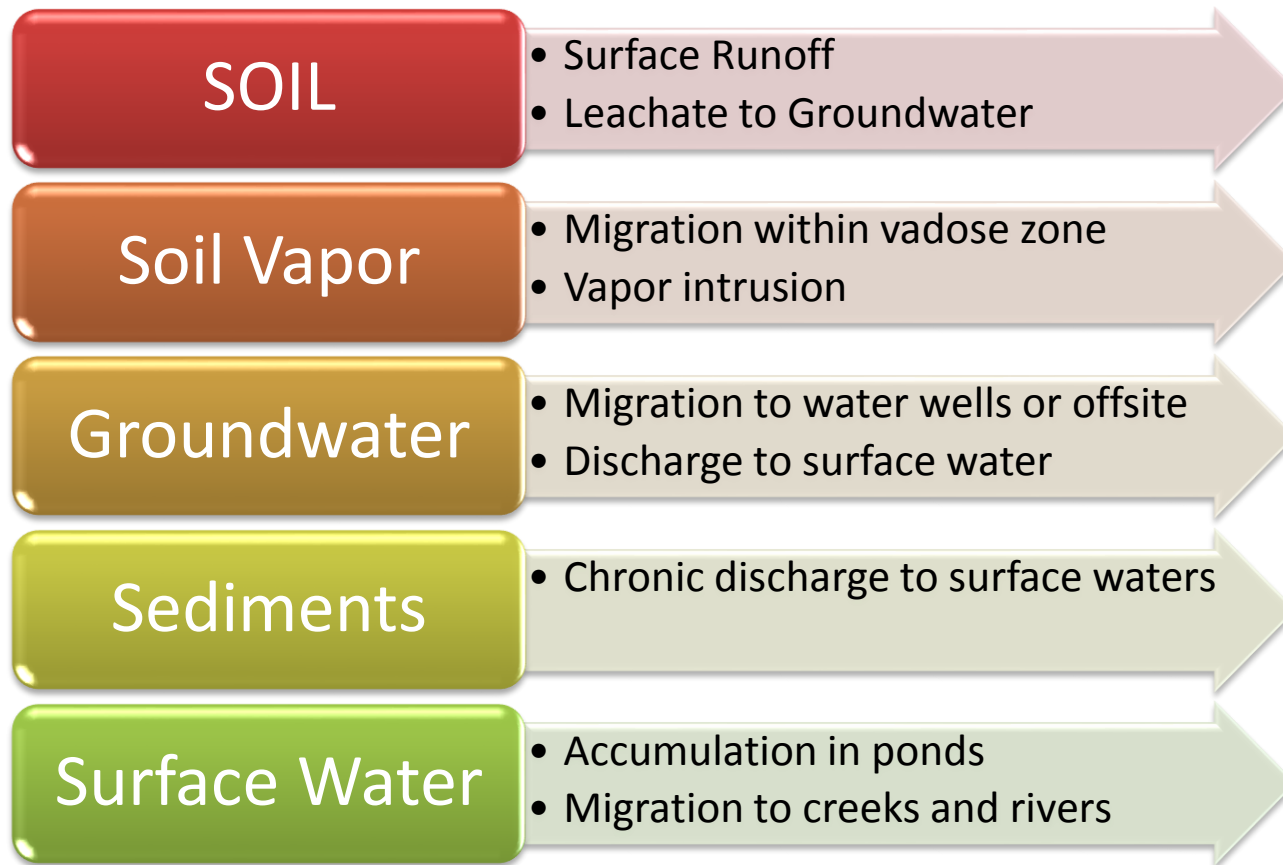 SOIL
• Surface Runoff
• Leachate to Groundwater
Soil Vapor
• Migration within vadose zone
• Vapor intrusion
Groundwater
• Migration to water wells or offsite
• Discharge to surface water
Sediments
• Chronic discharge to surface waters
Surface Water
• Accumulation in ponds
• Migration to creeks and rivers